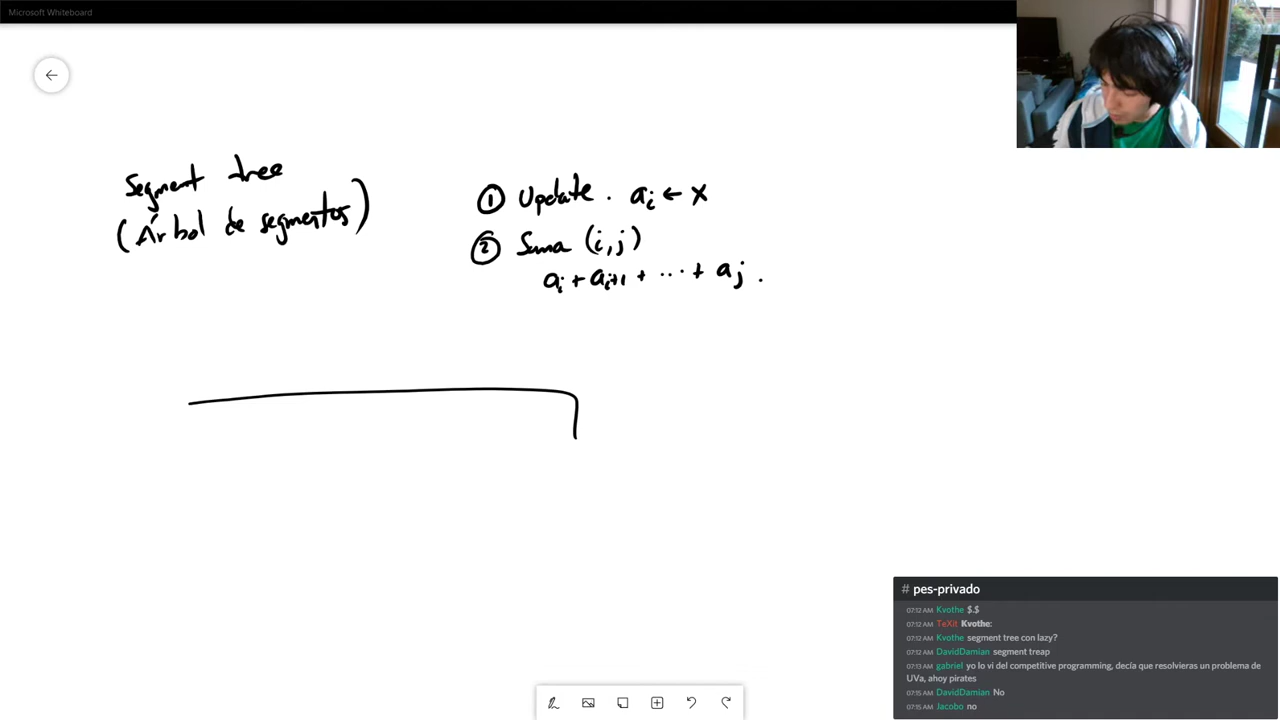 Microsoft Whiteboard
Segment tree
(Árbol de segmentos)
① Update. aᵢ ← x
② Suma (i,j)
aᵢ + aᵢ₊₁ + ... + aⱼ.
# pes-privado
07:12 AM Kvothe $.$
07:12 AM TeXit Kvothe:
07:12 AM Kvothe segment tree con lazy?
07:12 AM DavidDamian segment treap
07:13 AM gabriel yo lo vi del competitive programming, decía que resolvieras un problema de
UVa, ahoy pirates
07:15 AM DavidDamian No
07:15 AM Jacobo no